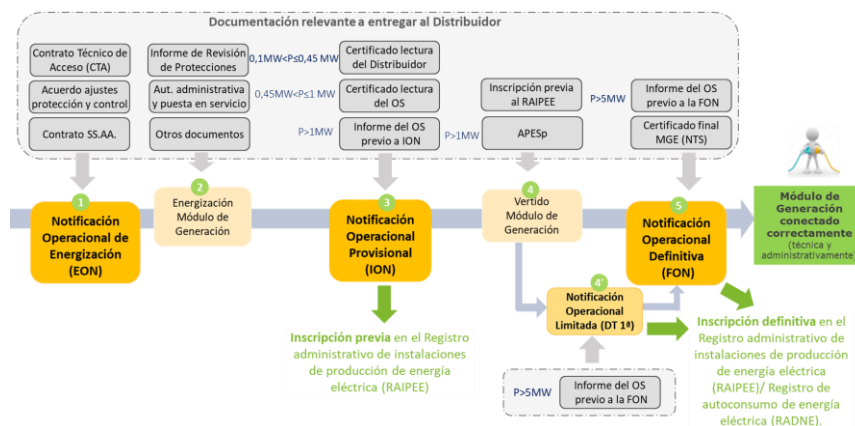 Documentación relevante a entregar al Distribuidor
Contrato Técnico de
Acceso (CTA)
Acuerdo ajustes
protección y control
Contrato SS.AA.
Informe de Revisión
de Protecciones
Aut. administrativa
y puesta en servicio
Otros documentos
0,1MW<P≤0,45 MW
Certificado lectura
del Distribuidor
0,45MW<P≤1 MW
Certificado lectura
del OS
P>1MW
Informe del OS
previo a ION
Inscripción previa
al RAIPEE
P>1MW
APESp
P>5MW
Informe del OS
previo a la FON
Certificado final
MGE (NTS)
1
Notificación
Operacional de
Energización
(EON)
2
Energización
Módulo de
Generación
3
Notificación
Operacional
Provisional (ION)
4
Vertido
Módulo de
Generación
5
Notificación
Operacional
Definitiva (FON)
Módulo de
Generación
conectado
correctamente
(técnica y
administrativamente)
4'
Notificación
Operacional
Limitada (DT 1ª)
Inscripción previa en el Registro
administrativo de instalaciones
de producción de energía
eléctrica (RAIPEE)
P>5MW
Informe del OS
previo a la FON
Inscripción definitiva en el
Registro administrativo de
instalaciones de producción
de energía eléctrica
(RAIPEE)/ Registro de
autoconsumo de energía
eléctrica (RADNE).